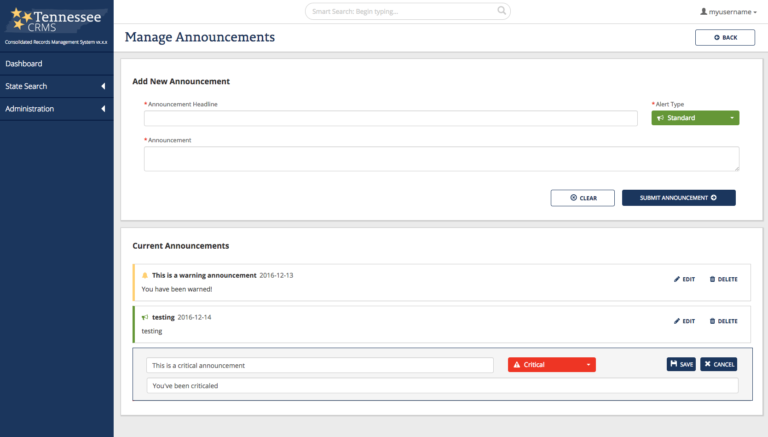 Tennessee
CRMS
Consolidated Records Management System vx.x.x
Smart Search: Begin typing...
myusername
Manage Announcements
BACK
Dashboard
State Search
Administration
Add New Announcement
*Announcement Headline
*Alert Type
Standard
*Announcement
CLEAR
SUBMIT ANNOUNCEMENT
Current Announcements
This is a warning announcement 2016-12-13
EDIT
DELETE
You have been warned!
testing 2016-12-14
EDIT
DELETE
testing
This is a critical announcement
Critical
SAVE
CANCEL
You've been criticaled